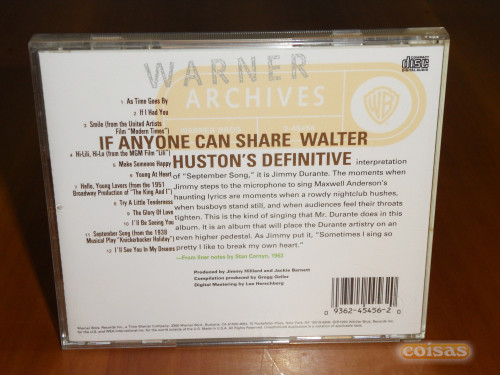 COMPACT
disc
DIGITAL AUDIO
WARNER
ARCHIVES
WB
1 As Time Goes By
2 If I Had You
3 Smile (from the United Artists
Film "Modern Times")
4 Hi-Lili, Hi-Lo (from the MGM Film "Lili")
5 Make Someone Happy
6 Young At Heart
7 Hello, Young Lovers (from the 1951
Broadway Production of "The King And I")
8 Try A Little Tenderness
9 The Glory Of Love
10 I'll Be Seeing You
11 September Song (from the 1938
Musical Play "Knickerbocker Holiday")
12 I'll See You In My Dreams
IF ANYONE CAN SHARE WALTER
HUSTON'S DEFINITIVE interpretation
of "September Song," it is Jimmy Durante. The moments when
Jimmy steps to the microphone to sing Maxwell Anderson's
haunting lyrics are moments when a rowdy nightclub hushes,
when busboys stand still, and when audiences feel their throats
tighten. This is the kind of singing that Mr. Durante does in this
album. It is an album that will place the Durante artistry on an
even higher pedestal. As Jimmy put it, "Sometimes I sing so
pretty I like to break my own heart."
—From liner notes by Stan Cornyn, 1963
Produced by Jimmy Hilliard and Jackie Barnett
Compilation produced by Gregg Geller
Digital Mastering by Lee Herschberg
0 9362-45456-2 0
coisas